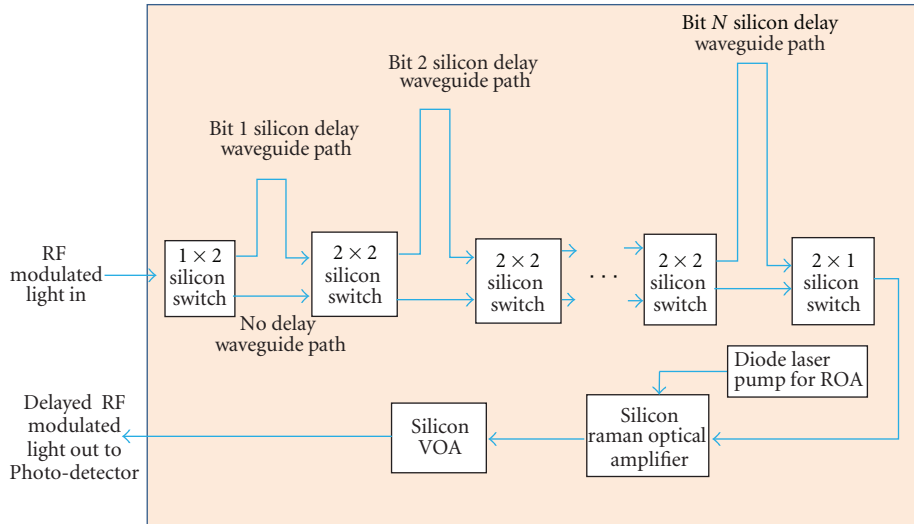 Bit N silicon delay
waveguide path
Bit 2 silicon delay
waveguide path
Bit 1 silicon delay
waveguide path
RF
modulated
light in
1 × 2
silicon
switch
2 × 2
silicon
switch
2 × 2
silicon
switch
· · ·
2 × 2
silicon
switch
2 × 1
silicon
switch
No delay
waveguide path
Diode laser
pump for ROA
Delayed RF
modulated
light out to
Photo-detector
Silicon
VOA
Silicon
raman optical
amplifier